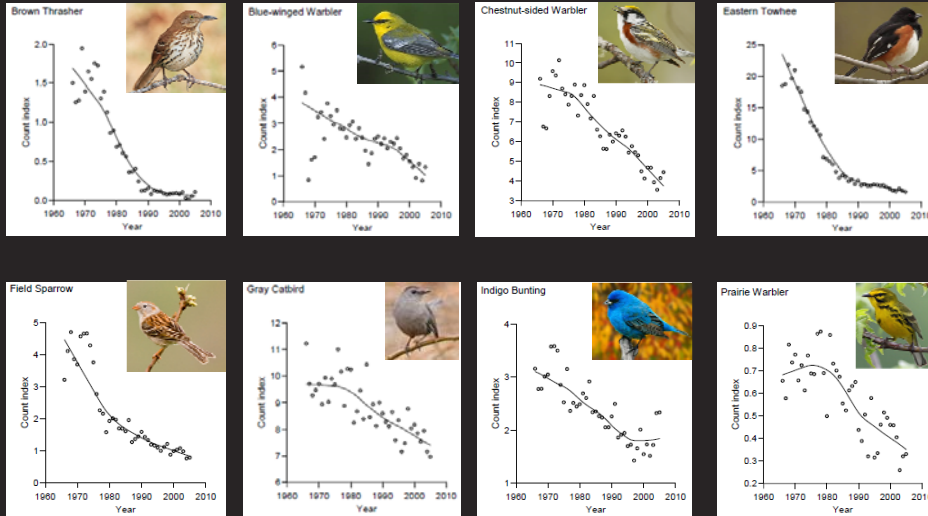 Brown Thrasher
Count index
2.0
1.5
1.0
0.5
0.0
1960 1970 1980 1990 2000 2010
Year
Blue-winged Warbler
Count index
6
5
4
3
2
1
0
1960 1970 1980 1990 2000 2010
Year
Chestnut-sided Warbler
Count index
11
10
9
8
7
6
5
4
3
1960 1970 1980 1990 2000 2010
Year
Eastern Towhee
Count index
25
20
15
10
5
0
1960 1970 1980 1990 2000 2010
Year
Field Sparrow
Count index
5
4
3
2
1
0
1960 1970 1980 1990 2000 2010
Year
Gray Catbird
Count index
12
11
10
9
8
7
6
1960 1970 1980 1990 2000 2010
Year
Indigo Bunting
Count index
4
3
2
1
1960 1970 1980 1990 2000 2010
Year
Prairie Warbler
Count index
0.9
0.8
0.7
0.6
0.5
0.4
0.3
0.2
1960 1970 1980 1990 2000 2010
Year